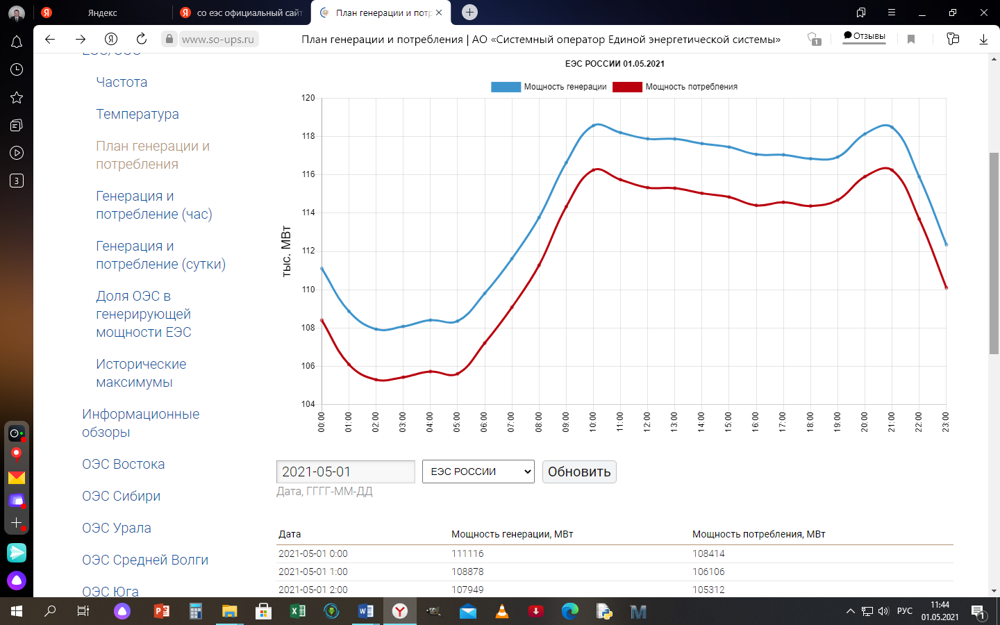 Яндекс
со еэс официальный сайт
План генерации и потр
www.so-ups.ru
План генерации и потребления | АО «Системный оператор Единой энергетической системы»
1
Отзывы
3
ЕЭС/ОЭС
Частота
Температура
План генерации и
потребления
Генерация и
потребление (час)
Генерация и
потребление (сутки)
Доля ОЭС в
генерирующей
мощности ЕЭС
Исторические
максимумы
Информационные
обзоры
ОЭС Востока
ОЭС Сибири
ОЭС Урала
ОЭС Средней Волги
ОЭС Юга
ЕЭС РОССИИ 01.05.2021
Мощность генерации Мощность потребления
тыс. МВт
120
118
116
114
112
110
108
106
104
00:00 01:00 02:00 03:00 04:00 05:00 06:00 07:00 08:00 09:00 10:00 11:00 12:00 13:00 14:00 15:00 16:00 17:00 18:00 19:00 20:00 21:00 22:00 23:00
2021-05-01 ЕЭС РОССИИ Обновить
Дата, ГГГГ-ММ-ДД
Дата Мощность генерации, МВт Мощность потребления, МВт
2021-05-01 0:00 111116 108414
2021-05-01 1:00 108878 106106
2021-05-01 2:00 107949 105312
РУС
11:44
01.05.2021
1